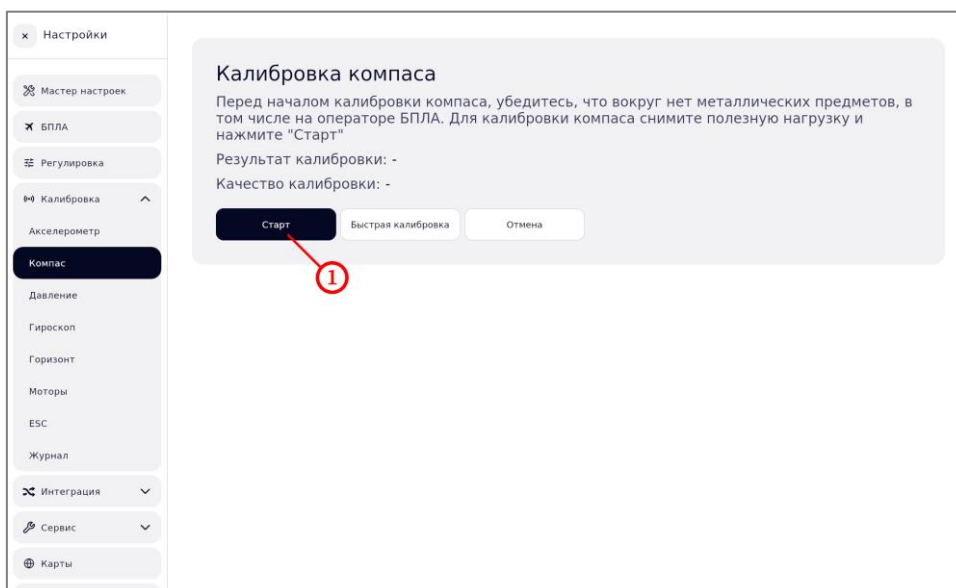 × Настройки
Мастер настроек
БПЛА
Регулировка
Калибровка
Акселерометр
Компас
Давление
Гироскоп
Горизонт
Моторы
ESC
Журнал
Интеграция
Сервис
Карты
Калибровка компаса
Перед началом калибровки компаса, убедитесь, что вокруг нет металлических предметов, в
том числе на операторе БПЛА. Для калибровки компаса снимите полезную нагрузку и
нажмите "Старт"
Результат калибровки: -
Качество калибровки: -
Старт
Быстрая калибровка
Отмена
1